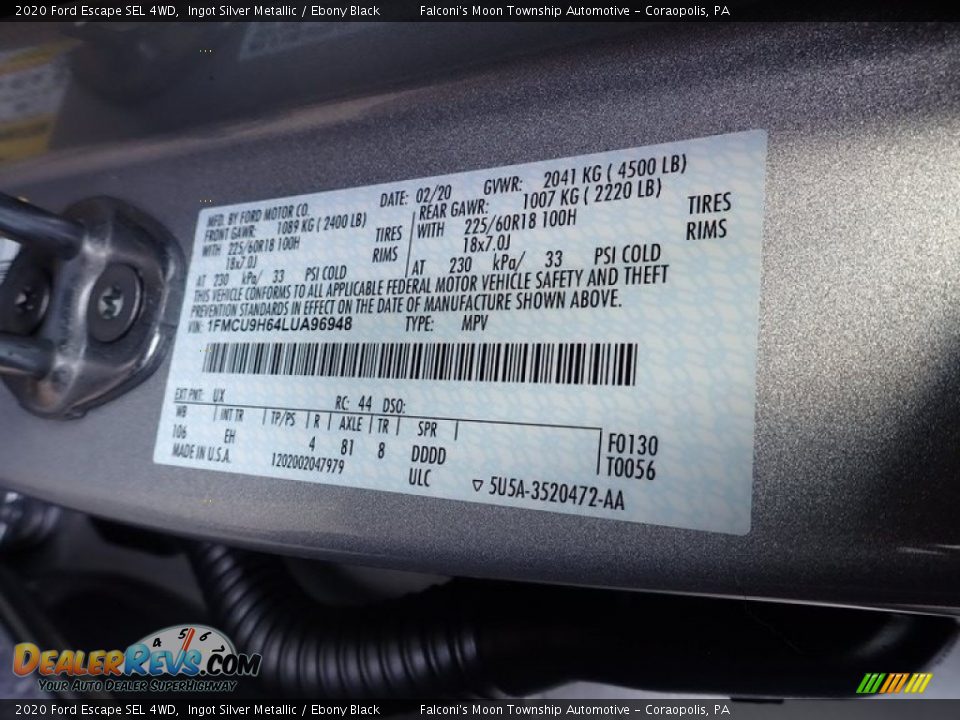 2020 Ford Escape SEL 4WD, Ingot Silver Metallic / Ebony Black Falconi's Moon Township Automotive - Coraopolis, PA
MFD. BY FORD MOTOR CO. DATE: 02/20 GVWR: 2041 KG ( 4500 LB)
FRONT GAWR: 1089 KG ( 2400 LB) REAR GAWR: 1007 KG ( 2220 LB)
WITH 225/60R18 100H TIRES WITH 225/60R18 100H TIRES
18x7.0J RIMS 18x7.0J RIMS
AT 230 kPa/ 33 PSI COLD AT 230 kPa/ 33 PSI COLD
THIS VEHICLE CONFORMS TO ALL APPLICABLE FEDERAL MOTOR VEHICLE SAFETY AND THEFT
PREVENTION STANDARDS IN EFFECT ON THE DATE OF MANUFACTURE SHOWN ABOVE.
VIN: 1FMCU9H64LUA96948 TYPE: MPV
EXT PNT: UX RC: 44 DSO:
WB INT TR TP/PS R AXLE TR SPR
106 EH 4 81 8 DDDD F0130
MADE IN U.S.A. 1202002047979 ULC T0056
▽ 5U5A-3520472-AA
4 5 6
DEALERREVS.COM
YOUR AUTO DEALER SUPERHIGHWAY
2020 Ford Escape SEL 4WD, Ingot Silver Metallic / Ebony Black Falconi's Moon Township Automotive - Coraopolis, PA